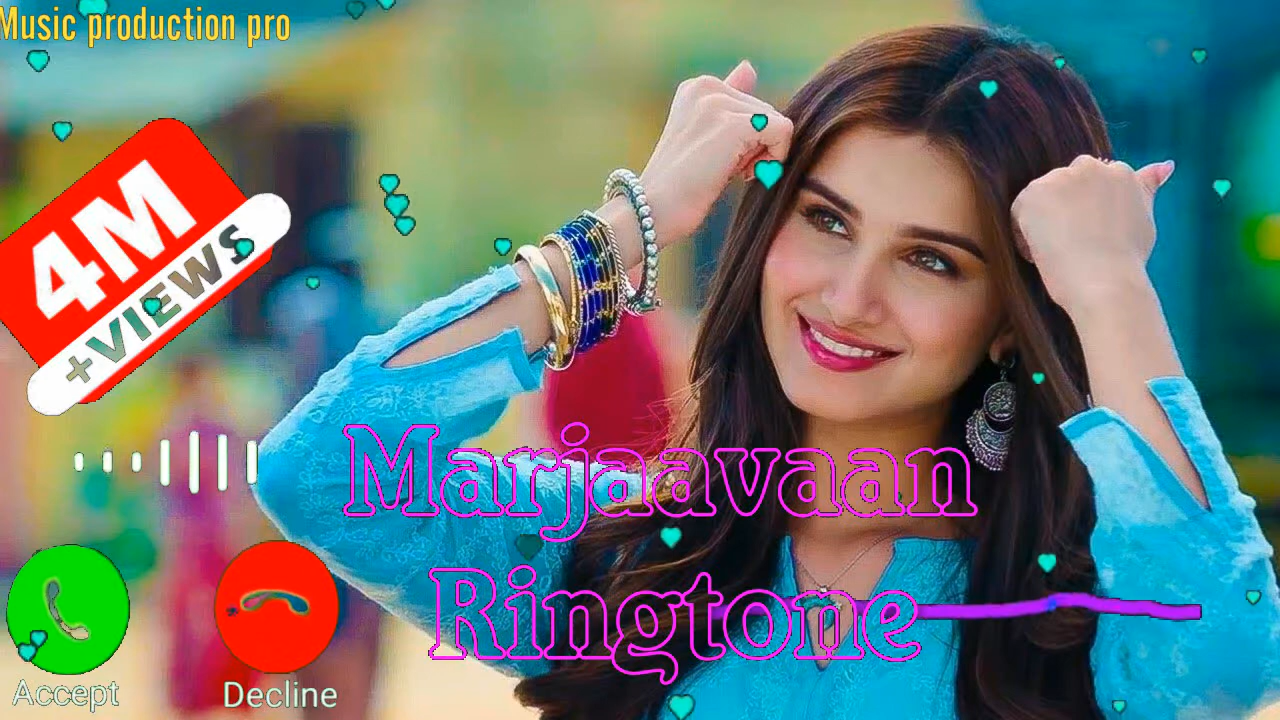 Music production pro
4M
+VIEWS
Marjaavaan
Ringtone
Accept
Decline